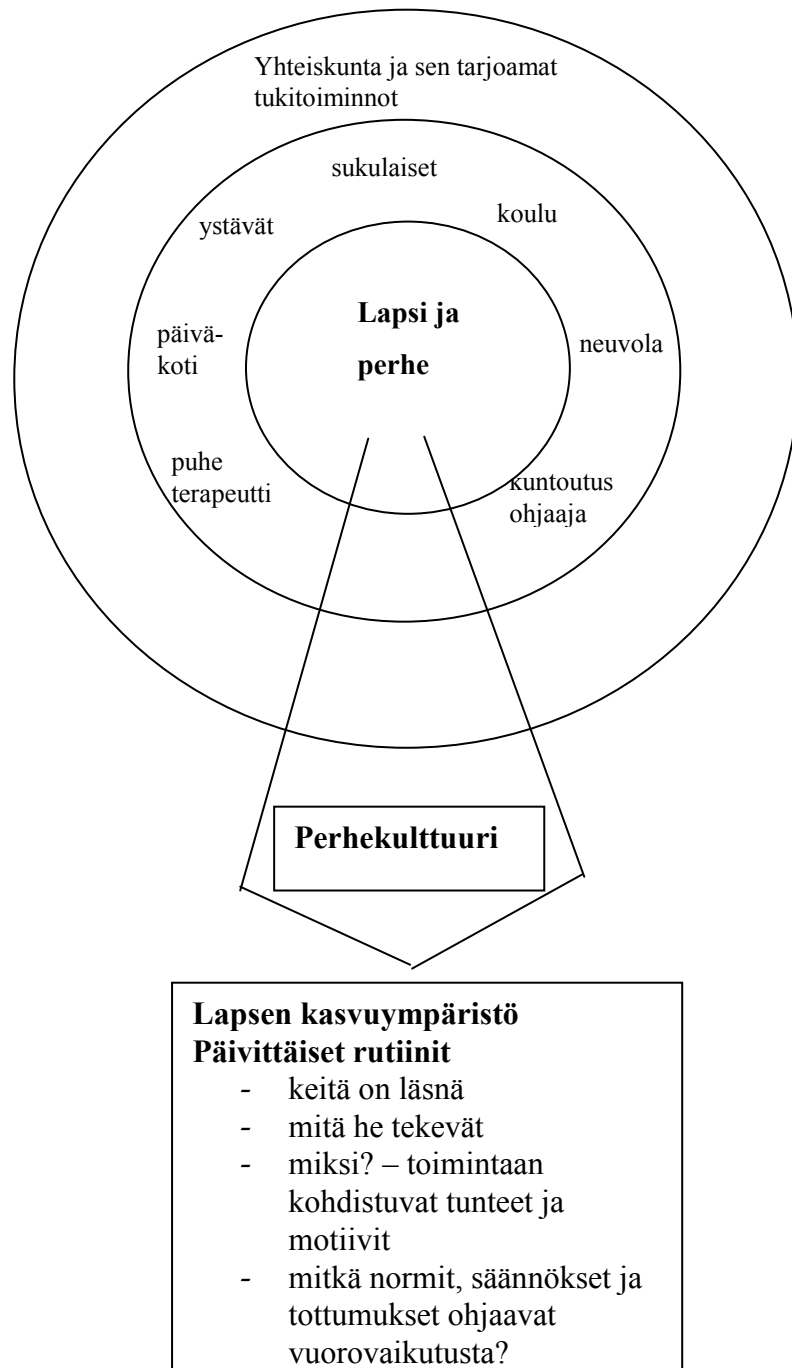 Yhteiskunta ja sen tarjoamat
tukitoiminnot
sukulaiset
koulu
ystävät
Lapsi ja
perhe
päivä-
koti
neuvola
puhe
terapeutti
kuntoutus
ohjaaja
Perhekulttuuri
Lapsen kasvuympäristö
Päivittäiset rutiinit
- keitä on läsnä
- mitä he tekevät
- miksi? – toimintaan
kohdistuvat tunteet ja
motiivit
- mitkä normit, säännökset ja
tottumukset ohjaavat
vuorovaikutusta?